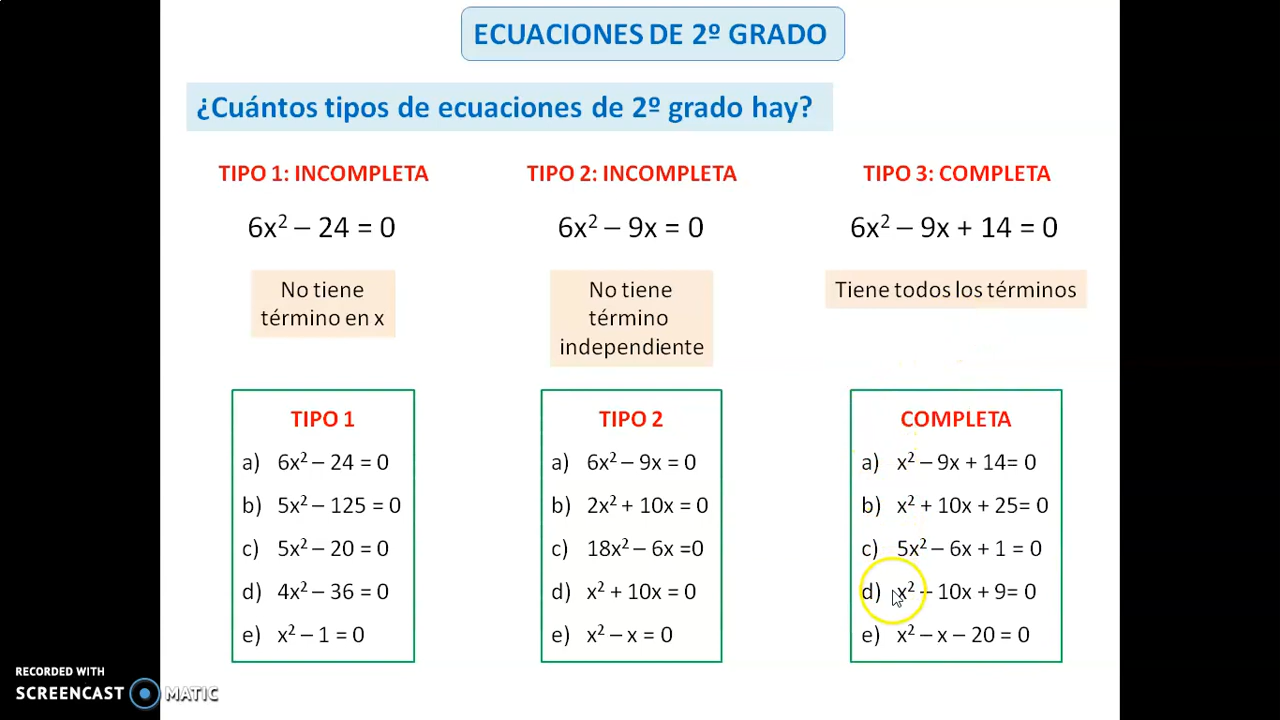 ECUACIONES DE 2º GRADO
¿Cuántos tipos de ecuaciones de 2º grado hay?
TIPO 1: INCOMPLETA
6x² – 24 = 0
No tiene
término en x
TIPO 2: INCOMPLETA
6x² – 9x = 0
No tiene
término
independiente
TIPO 3: COMPLETA
6x² – 9x + 14 = 0
Tiene todos los términos
TIPO 1
a) 6x² – 24 = 0
b) 5x² – 125 = 0
c) 5x² – 20 = 0
d) 4x² – 36 = 0
e) x² – 1 = 0
TIPO 2
a) 6x² – 9x = 0
b) 2x² + 10x = 0
c) 18x² – 6x =0
d) x² + 10x = 0
e) x² – x = 0
COMPLETA
a) x² – 9x + 14= 0
b) x² + 10x + 25= 0
c) 5x² – 6x + 1 = 0
d) x² – 10x + 9= 0
e) x² – x – 20 = 0
RECORDED WITH
SCREENCAST MATIC